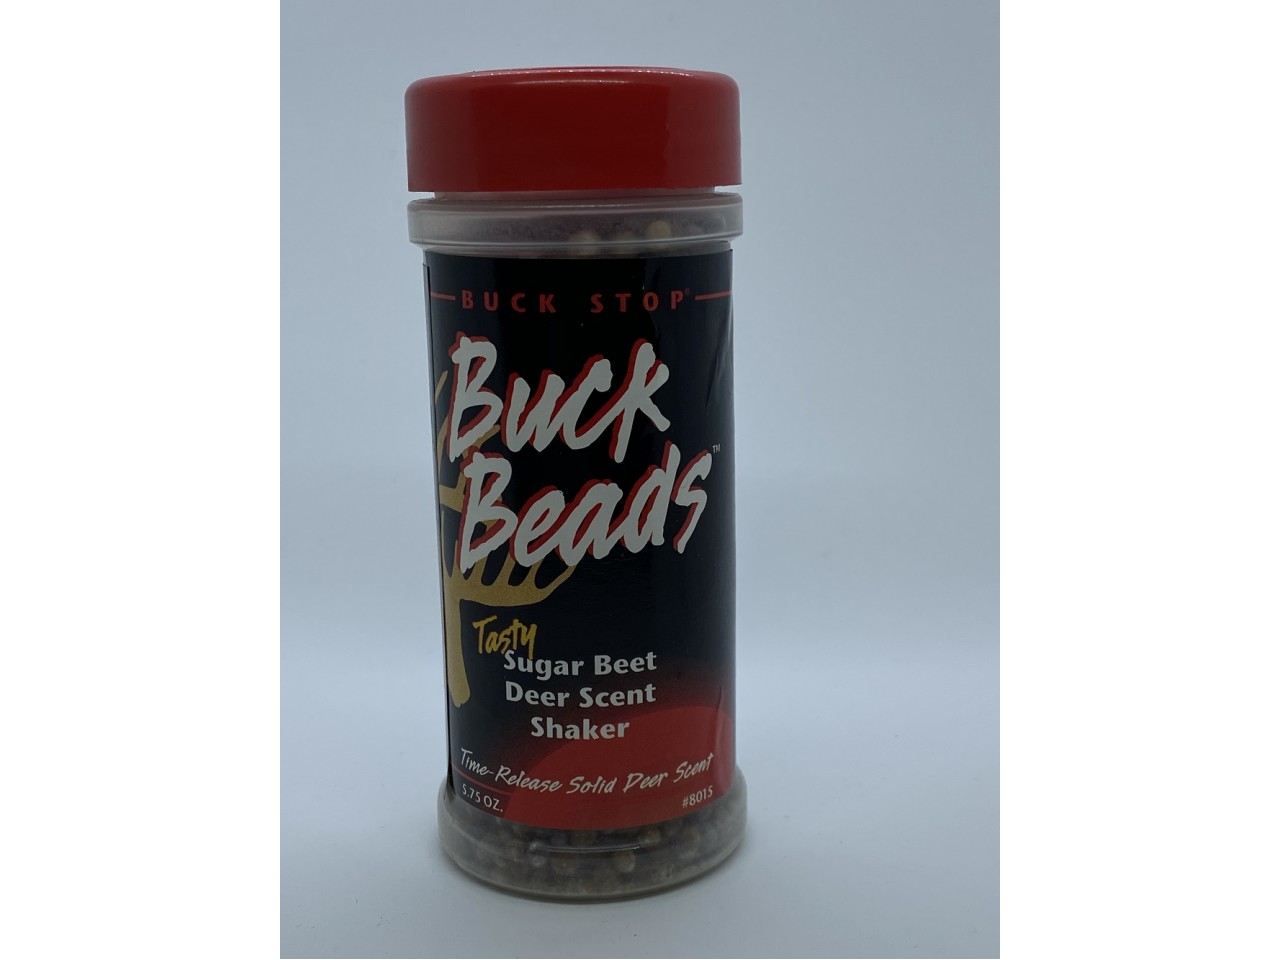 BUCK STOP®
Buck
Beads™
Tasty
Sugar Beet
Deer Scent
Shaker
Time-Release Solid Deer Scent
5.75 OZ.
#8015